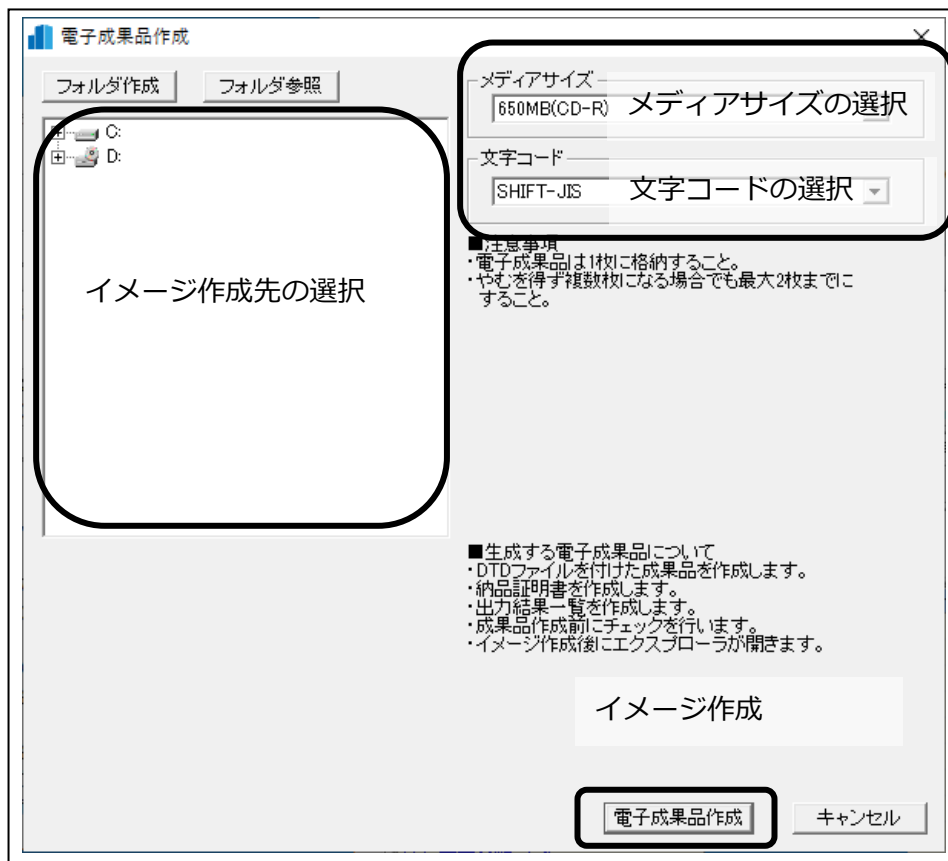 電子成果品作成
フォルダ作成
フォルダ参照
C:
D:
イメージ作成先の選択
メディアサイズ
650MB(CD-R)
メディアサイズの選択
文字コード
SHIFT-JIS
文字コードの選択
■注意事項
・電子成果品は1枚に格納すること。
・やむを得ず複数枚になる場合でも最大2枚までに
すること。
■生成する電子成果品について
・DTDファイルを付けた成果品を作成します。
・納品証明書を作成します。
・出力結果一覧を作成します。
・成果品作成前にチェックを行います。
・イメージ作成後にエクスプローラが開きます。
イメージ作成
電子成果品作成
キャンセル